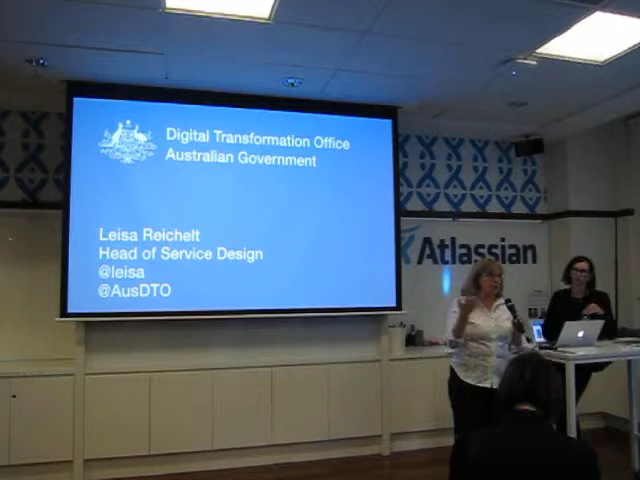 Digital Transformation Office
Australian Government
Leisa Reichelt
Head of Service Design
@leisa
@AusDTO
Atlassian